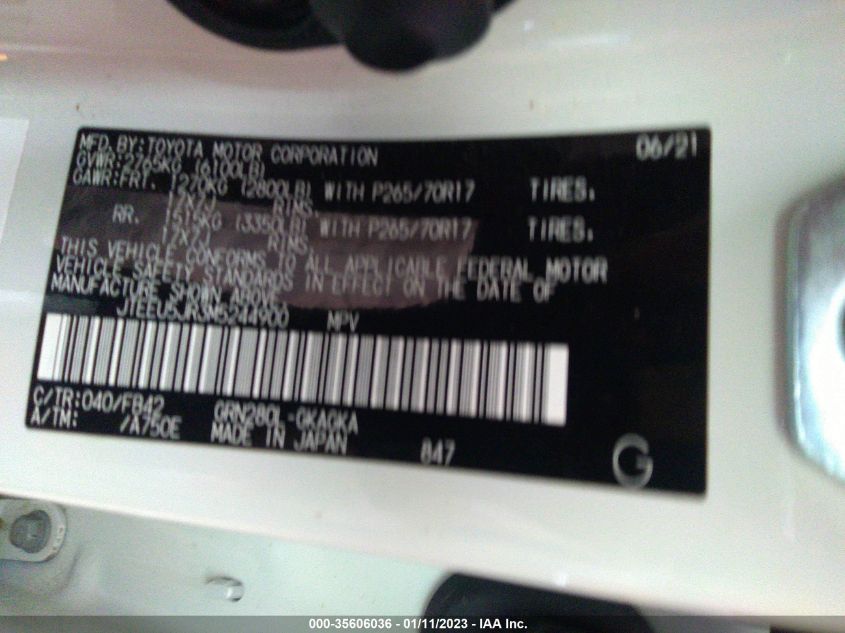 MFD. BY: TOYOTA MOTOR CORPORATION 06/21
GVWR: 2765KG (6100LB)
GAWR: FRT. 1270KG (2800LB) WITH P265/70R17 TIRES.
17X7J RIMS.
RR. 1515KG (3350LB) WITH P265/70R17 TIRES.
17X7J RIMS.
THIS VEHICLE CONFORMS TO ALL APPLICABLE FEDERAL MOTOR
VEHICLE SAFETY STANDARDS IN EFFECT ON THE DATE OF
MANUFACTURE SHOWN ABOVE.
JTEEU5JR3M5244900 MPV
C/TR: 040/FB42 GRN280L-GKAGKA
A/TM: /A750E MADE IN JAPAN 847
G
000-35606036 - 01/11/2023 - IAA Inc.